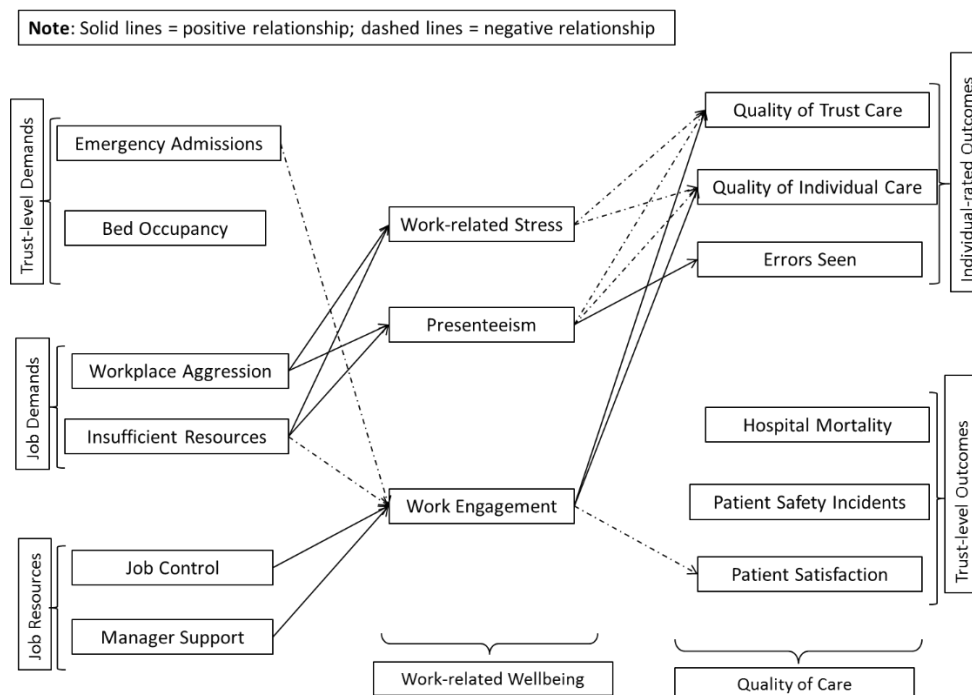 Note: Solid lines = positive relationship; dashed lines = negative relationship
Trust-level Demands
Emergency Admissions
Bed Occupancy
Job Demands
Workplace Aggression
Insufficient Resources
Job Resources
Job Control
Manager Support
Work-related Stress
Presenteeism
Work Engagement
Work-related Wellbeing
Quality of Trust Care
Quality of Individual Care
Errors Seen
Individual-rated Outcomes
Hospital Mortality
Patient Safety Incidents
Patient Satisfaction
Trust-level Outcomes
Quality of Care